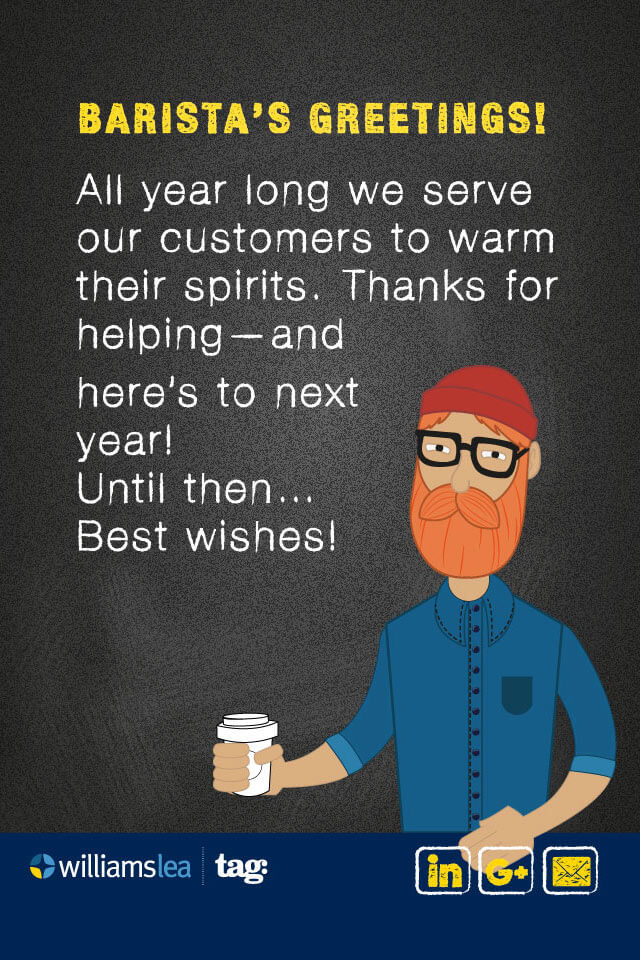 BARISTA'S GREETINGS!
All year long we serve
our customers to warm
their spirits. Thanks for
helping—and
here's to next
year!
Until then...
Best wishes!
williamslea tag:
in G+